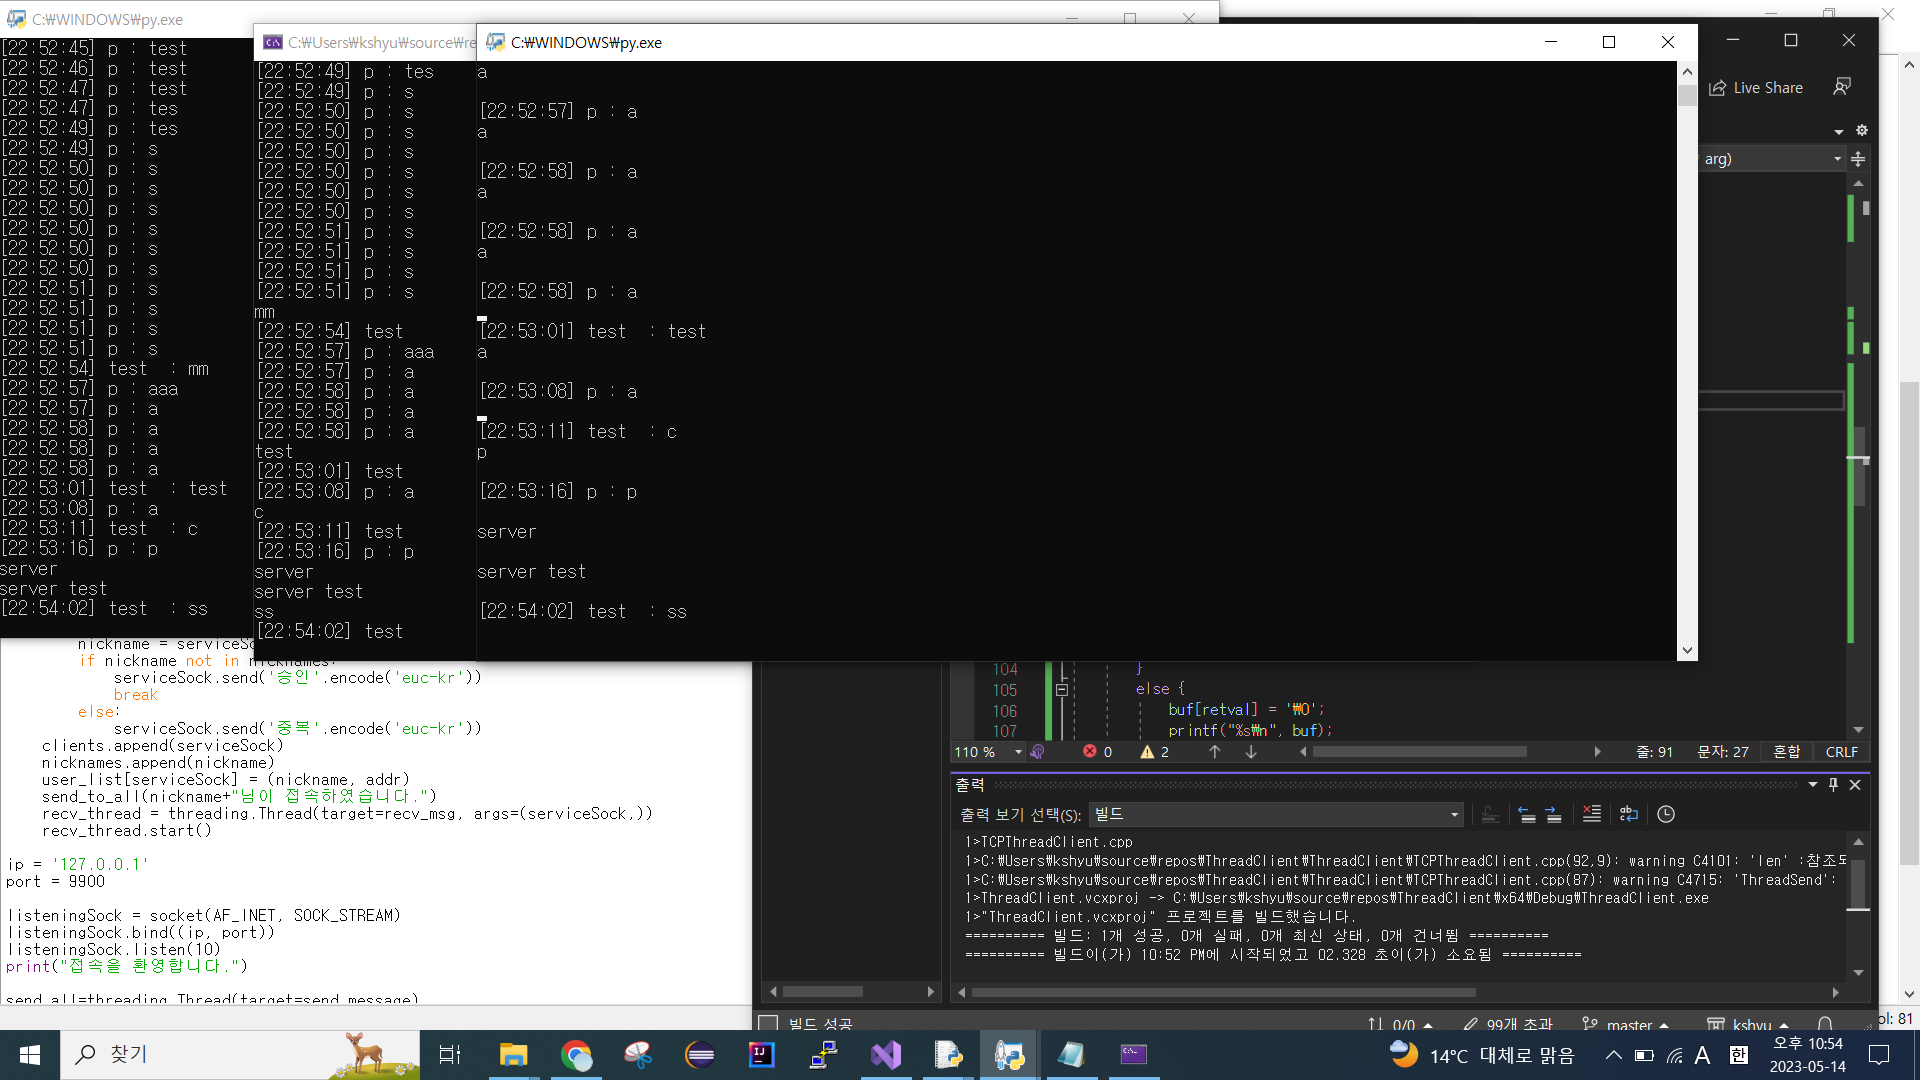 C:₩WINDOWS₩py.exe
[22:52:45] p : test
[22:52:46] p : test
[22:52:47] p : test
[22:52:47] p : tes
[22:52:49] p : tes
[22:52:49] p : s
[22:52:50] p : s
[22:52:50] p : s
[22:52:50] p : s
[22:52:50] p : s
[22:52:50] p : s
[22:52:50] p : s
[22:52:51] p : s
[22:52:51] p : s
[22:52:51] p : s
[22:52:51] p : s
[22:52:54] test  : mm
[22:52:57] p : aaa
[22:52:57] p : a
[22:52:58] p : a
[22:52:58] p : a
[22:52:58] p : a
[22:53:01] test  : test
[22:53:08] p : a
[22:53:11] test  : c
[22:53:16] p : p
server
server test
[22:54:02] test  : ss
C:₩Users₩kshyu₩source₩re
[22:52:49] p : tes
[22:52:49] p : s
[22:52:50] p : s
[22:52:50] p : s
[22:52:50] p : s
[22:52:50] p : s
[22:52:50] p : s
[22:52:50] p : s
[22:52:51] p : s
[22:52:51] p : s
[22:52:51] p : s
[22:52:51] p : s
mm
[22:52:54] test
[22:52:57] p : aaa
[22:52:57] p : a
[22:52:58] p : a
[22:52:58] p : a
[22:52:58] p : a
test
[22:53:01] test
[22:53:08] p : a
c
[22:53:11] test
[22:53:16] p : p
server
server test
ss
[22:54:02] test
C:₩WINDOWS₩py.exe
a
[22:52:57] p : a
a
[22:52:58] p : a
a
[22:52:58] p : a
a
[22:52:58] p : a
[22:53:01] test  : test
a
[22:53:08] p : a
[22:53:11] test  : c
p
[22:53:16] p : p
server
server test
[22:54:02] test  : ss
Live Share
arg)
nickname = serviceSo
if nickname not in nicknames:
serviceSock.send('승인'.encode('euc-kr'))
break
else:
serviceSock.send('중복'.encode('euc-kr'))
clients.append(serviceSock)
nicknames.append(nickname)
user_list[serviceSock] = (nickname, addr)
send_to_all(nickname+"님이 접속하였습니다.")
recv_thread = threading.Thread(target=recv_msg, args=(serviceSock,))
recv_thread.start()
ip = '127.0.0.1'
port = 9900
listeningSock = socket(AF_INET, SOCK_STREAM)
listeningSock.bind((ip, port))
listeningSock.listen(10)
print("접속을 환영합니다.")
send_all=threading.Thread(target=send_message)
104 }
105 else {
106 buf[retval] = '₩0';
107 printf("%s₩n", buf);
110 % 0 2 줄: 91 문자: 27 혼합 CRLF
출력
출력 보기 선택(S): 빌드
1>TCPThreadClient.cpp
1>C:₩Users₩kshyu₩source₩repos₩ThreadClient₩ThreadClient₩TCPThreadClient.cpp(92,9): warning C4101: 'len' :참조되
1>C:₩Users₩kshyu₩source₩repos₩ThreadClient₩ThreadClient₩TCPThreadClient.cpp(87): warning C4715: 'ThreadSend':
1>ThreadClient.vcxproj -> C:₩Users₩kshyu₩source₩repos₩ThreadClient₩x64₩Debug₩ThreadClient.exe
1>"ThreadClient.vcxproj" 프로젝트를 빌드했습니다.
========== 빌드: 1개 성공, 0개 실패, 0개 최신 상태, 0개 건너뜀 ==========
========== 빌드이(가) 10:52 PM에 시작되었고 02.328 초이(가) 소요됨 ==========
빌드 성공 0/0 99개 초과 master kshyu
ol: 81
찾기 14°C 대체로 맑음 A 한 오후 10:54
2023-05-14